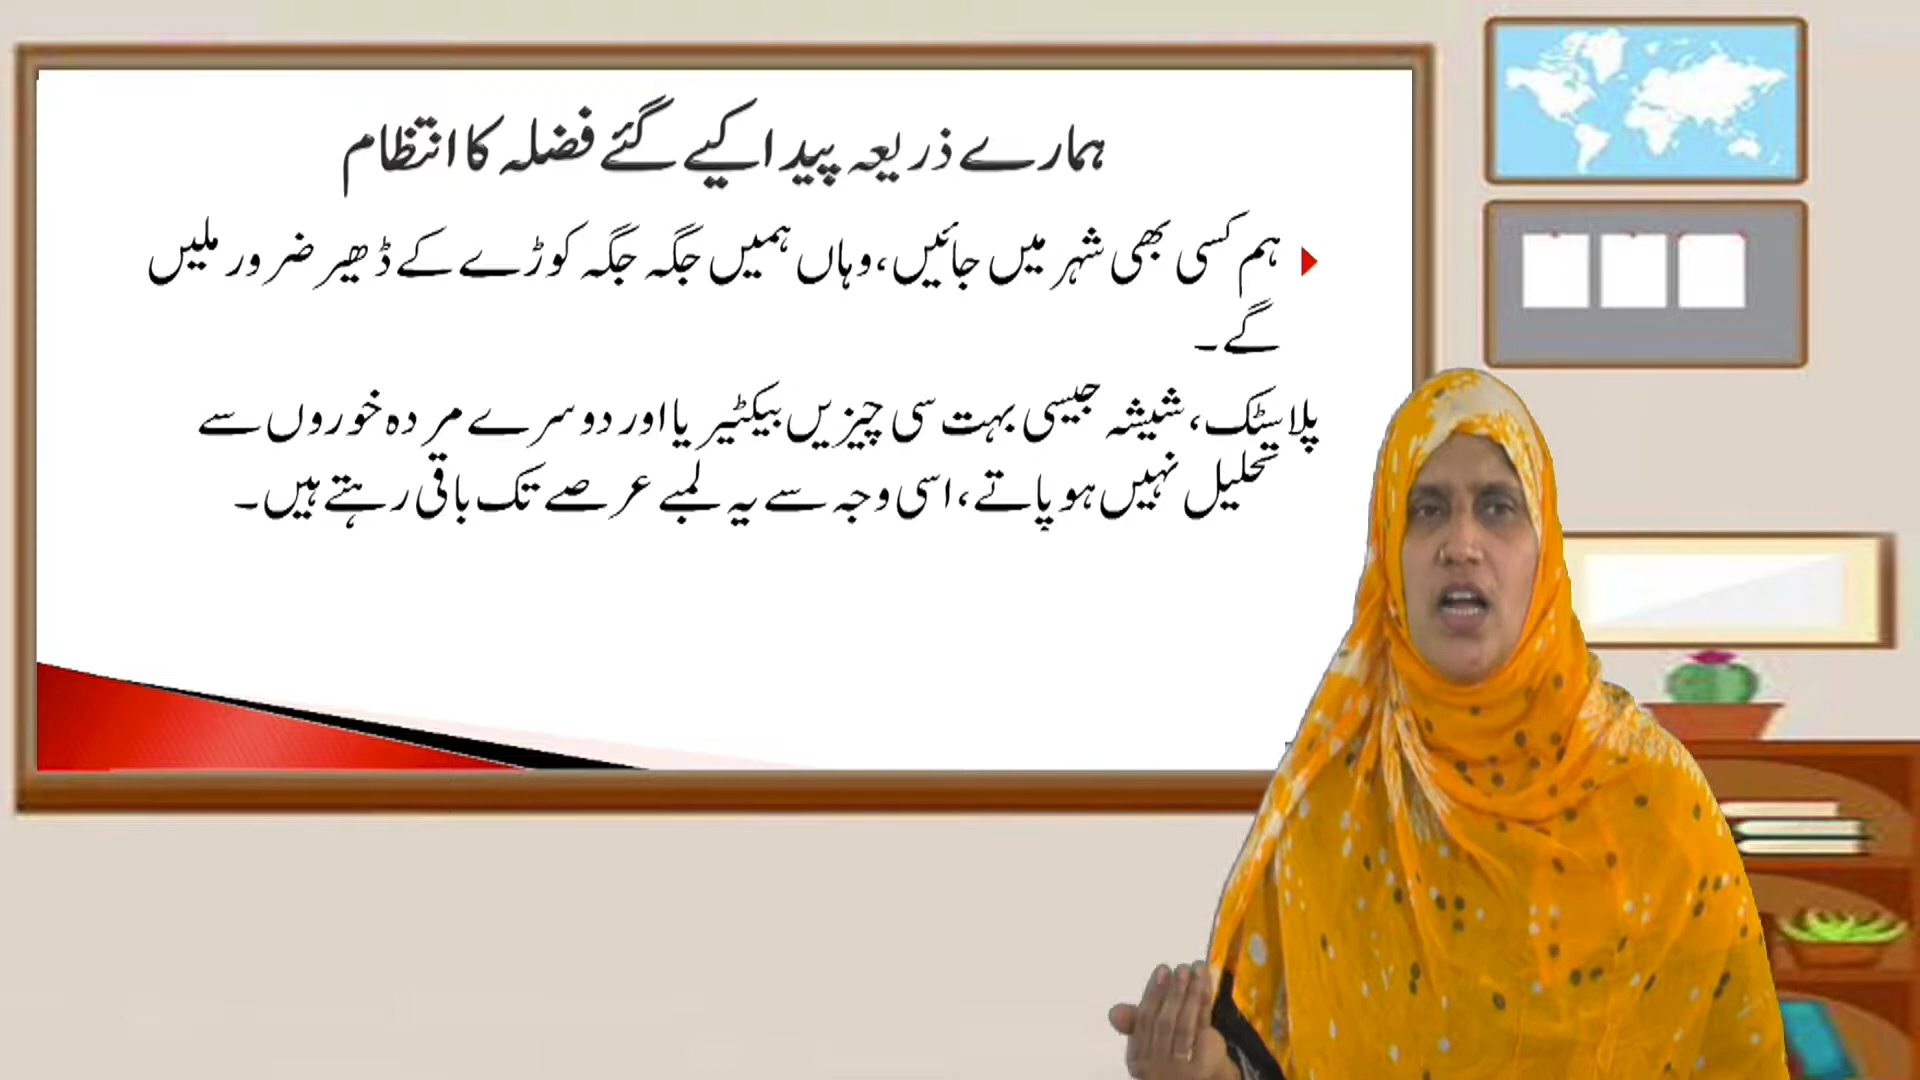 ہمارے ذریعہ پیدا کیے گئے فضلہ کا انتظام
ہم کسی بھی شہر میں جائیں، وہاں ہمیں جگہ جگہ کوڑے کے ڈھیر ضرور ملیں
گے۔
پلاسٹک، شیشہ جیسی بہت سی چیزیں بیکٹیریا اور دوسرے مردہ خوروں سے
تحلیل نہیں ہو پاتے، اسی وجہ سے یہ لمبے عرصے تک باقی رہتے ہیں۔